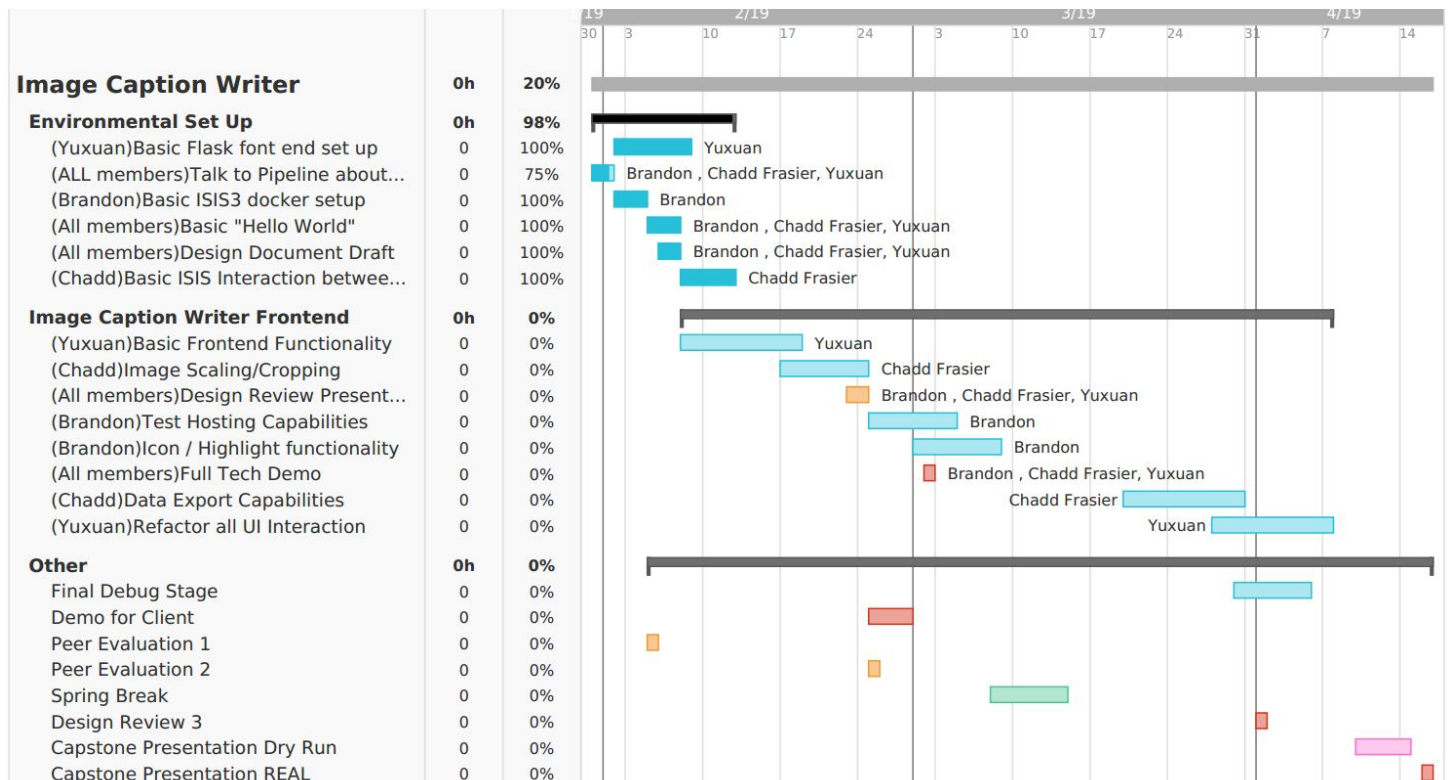 /19 2/19 3/19 4/19
30 3 10 17 24 3 10 17 24 31 7 14
Image Caption Writer 0h 20%
Environmental Set Up 0h 98%
(Yuxuan)Basic Flask font end set up 0 100% Yuxuan
(ALL members)Talk to Pipeline about... 0 75% Brandon , Chadd Frasier, Yuxuan
(Brandon)Basic ISIS3 docker setup 0 100% Brandon
(All members)Basic "Hello World" 0 100% Brandon , Chadd Frasier, Yuxuan
(All members)Design Document Draft 0 100% Brandon , Chadd Frasier, Yuxuan
(Chadd)Basic ISIS Interaction betwee... 0 100% Chadd Frasier
Image Caption Writer Frontend 0h 0%
(Yuxuan)Basic Frontend Functionality 0 0% Yuxuan
(Chadd)Image Scaling/Cropping 0 0% Chadd Frasier
(All members)Design Review Present... 0 0% Brandon , Chadd Frasier, Yuxuan
(Brandon)Test Hosting Capabilities 0 0% Brandon
(Brandon)Icon / Highlight functionality 0 0% Brandon
(All members)Full Tech Demo 0 0% Brandon , Chadd Frasier, Yuxuan
(Chadd)Data Export Capabilities 0 0% Chadd Frasier
(Yuxuan)Refactor all UI Interaction 0 0% Yuxuan
Other 0h 0%
Final Debug Stage 0 0%
Demo for Client 0 0%
Peer Evaluation 1 0 0%
Peer Evaluation 2 0 0%
Spring Break 0 0%
Design Review 3 0 0%
Capstone Presentation Dry Run 0 0%
Capstone Presentation REAL 0 0%